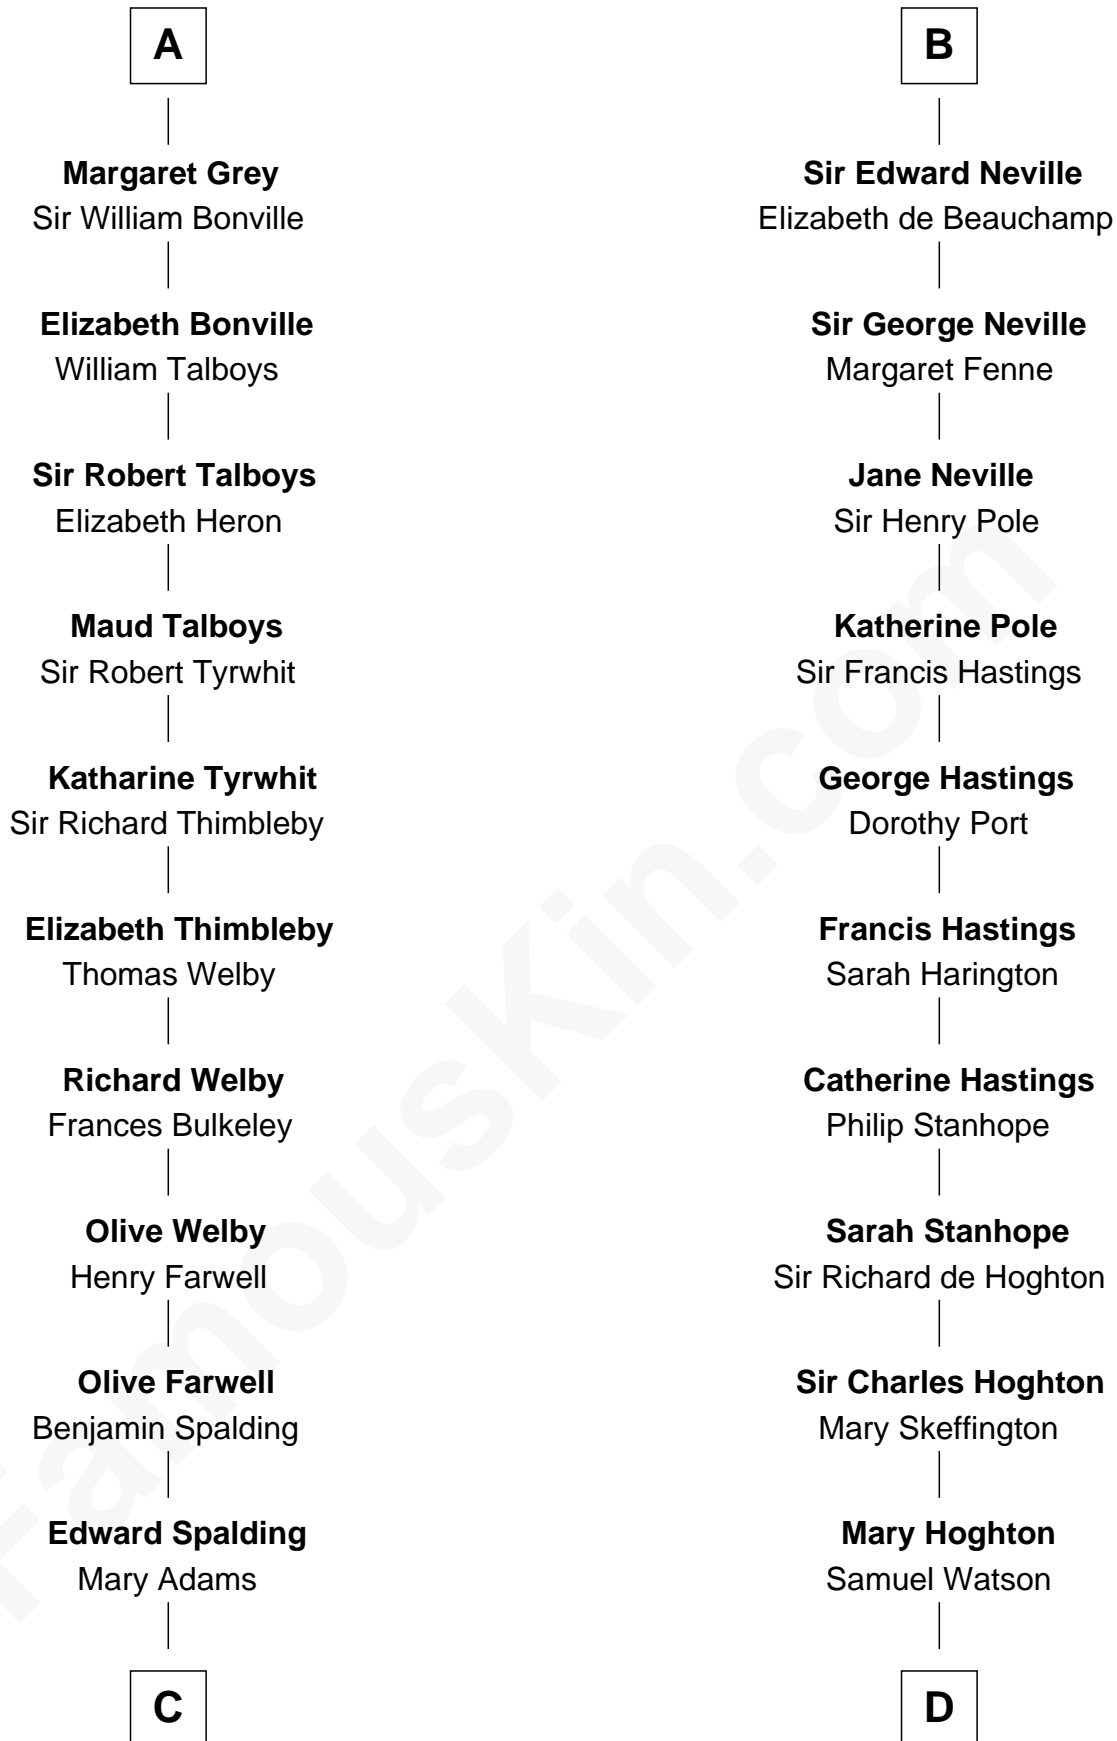 A
Margaret Grey
Sir William Bonville
Elizabeth Bonville
William Talboys
Sir Robert Talboys
Elizabeth Heron
Maud Talboys
Sir Robert Tyrwhit
Katharine Tyrwhit
Sir Richard Thimbleby
Elizabeth Thimbleby
Thomas Welby
Richard Welby
Frances Bulkeley
Olive Welby
Henry Farwell
Olive Farwell
Benjamin Spalding
Edward Spalding
Mary Adams
C
B
Sir Edward Neville
Elizabeth de Beauchamp
Sir George Neville
Margaret Fenne
Jane Neville
Sir Henry Pole
Katherine Pole
Sir Francis Hastings
George Hastings
Dorothy Port
Francis Hastings
Sarah Harington
Catherine Hastings
Philip Stanhope
Sarah Stanhope
Sir Richard de Hoghton
Sir Charles Hoghton
Mary Skeffington
Mary Hoghton
Samuel Watson
D
FamousKin.com